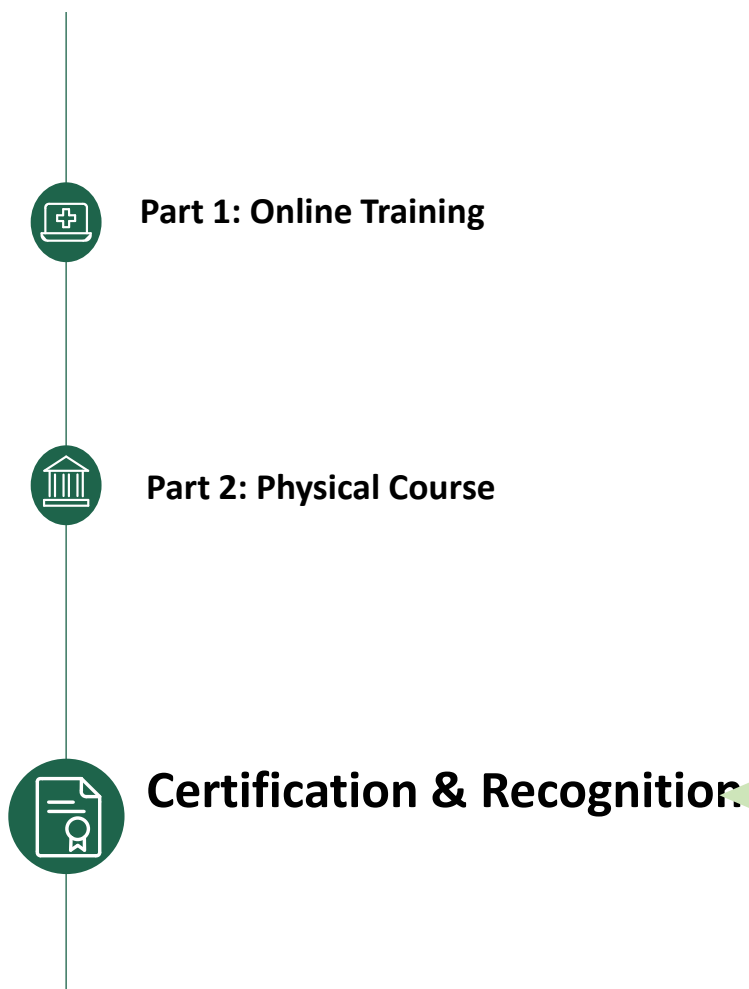 Part 1: Online Training
Part 2: Physical Course
Certification & Recognition